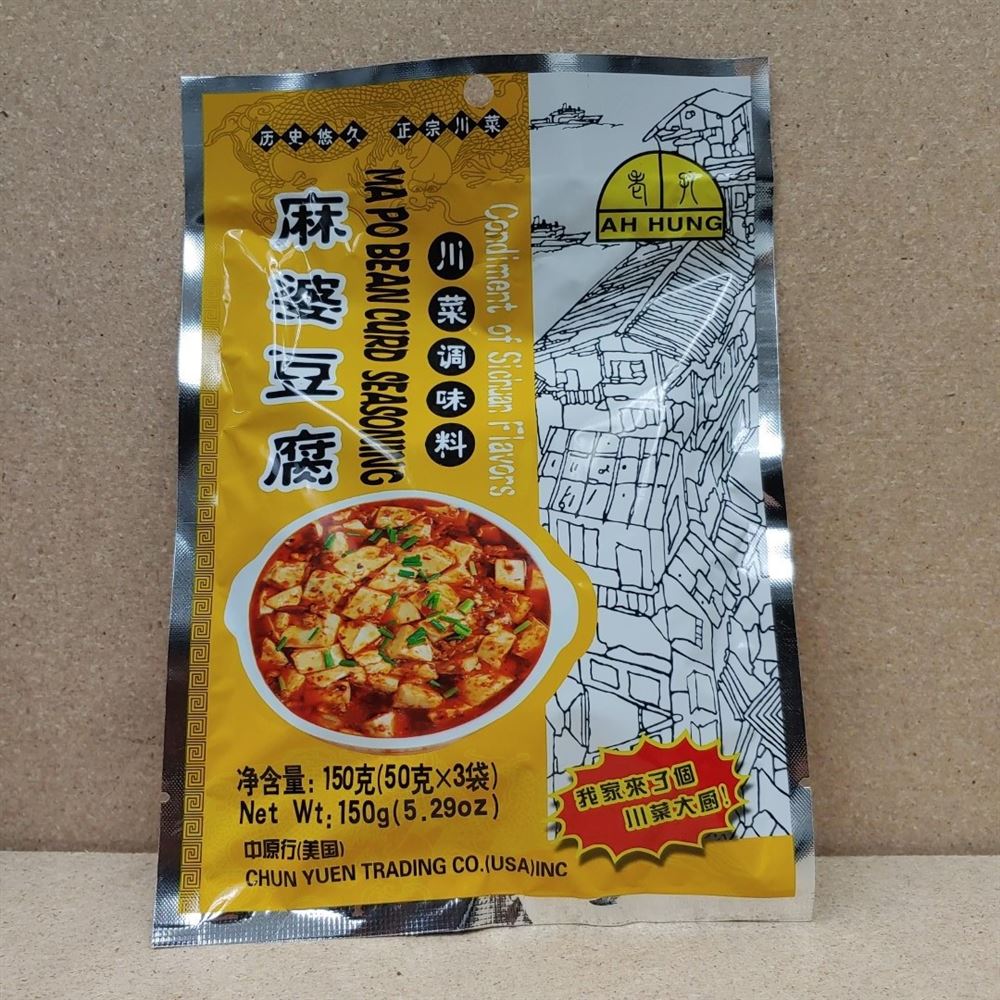 历史悠久 正宗川菜
老孔
AH HUNG
麻婆豆腐
MA PO BEAN CURD SEASONING
川菜调味料
Condiment of Sichuan Flavors
净含量：150克(50克×3袋)
Net Wt:150g(5.29oz)
中原行(美国)
CHUN YUEN TRADING CO.(USA)INC
我家來了個
川菜大厨!